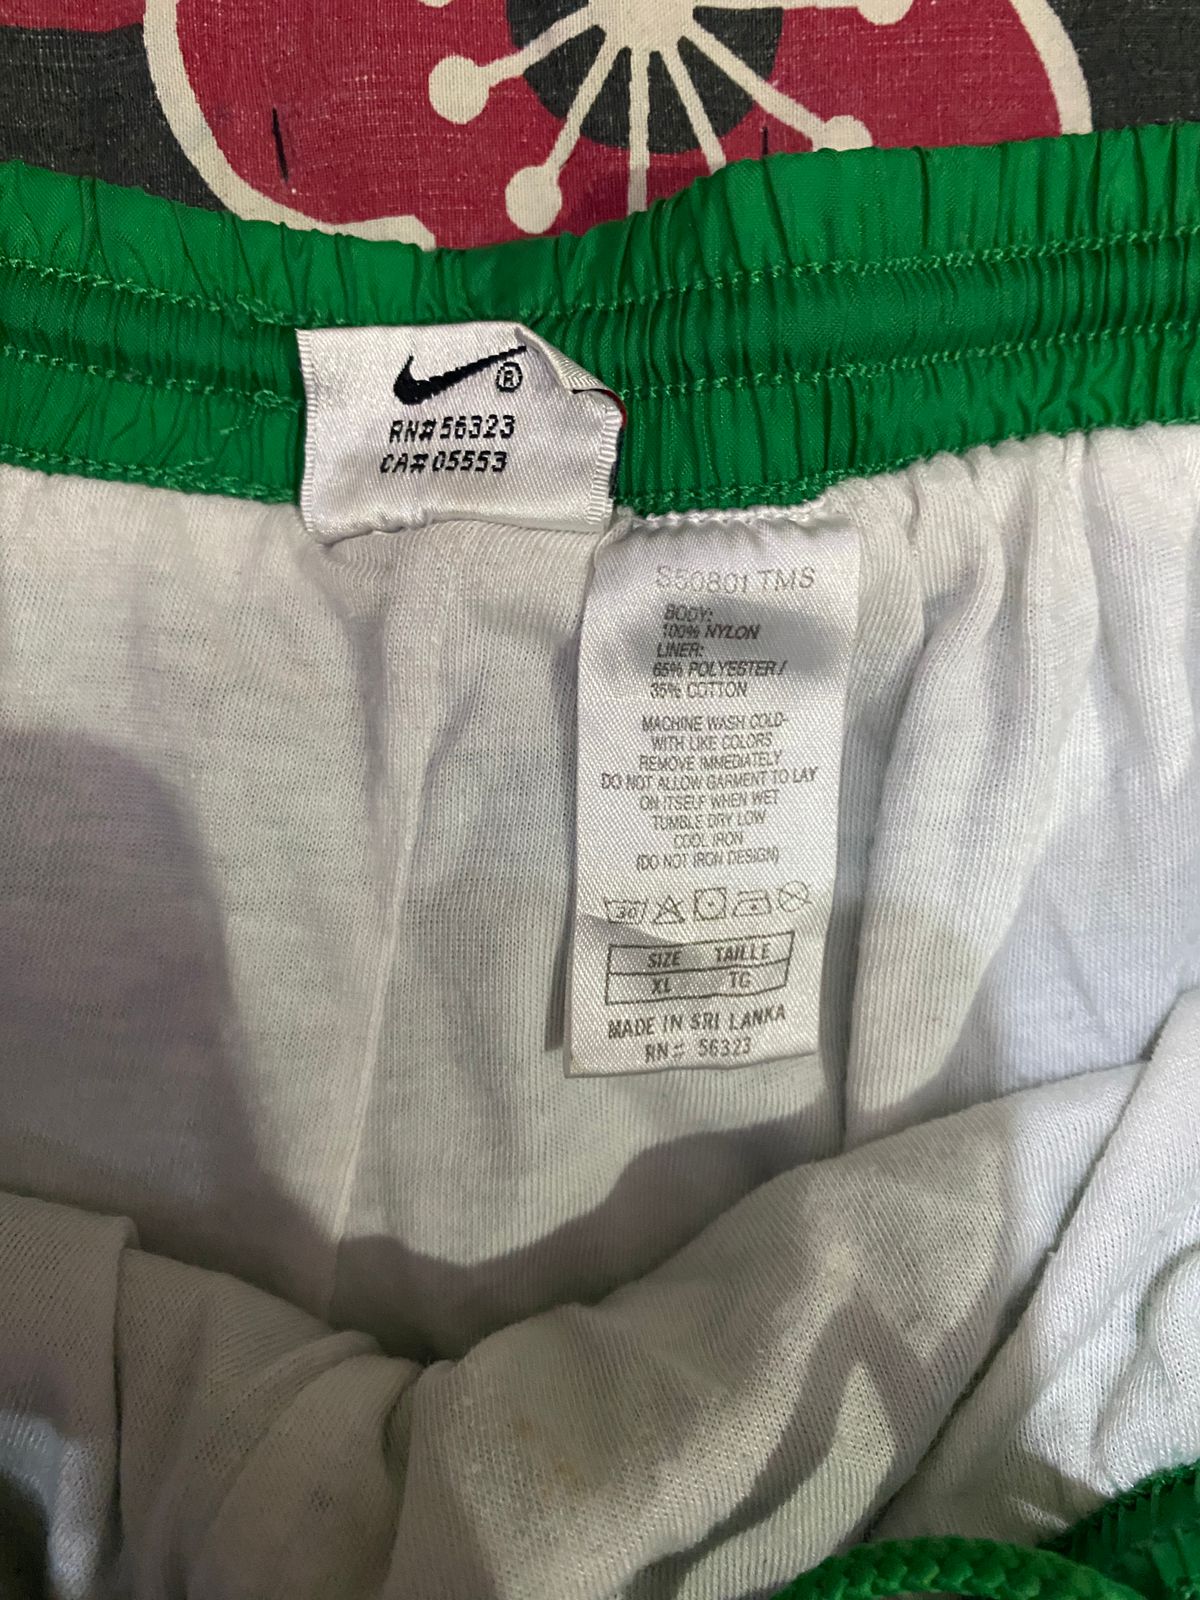 ®
RN# 56323
CA# 05553
S50801 TMS
BODY:
100% NYLON
LINER:
65% POLYESTER /
35% COTTON
MACHINE WASH COLD-
WITH LIKE COLORS
REMOVE IMMEDIATELY
DO NOT ALLOW GARMENT TO LAY
ON ITSELF WHEN WET
TUMBLE DRY LOW
COOL IRON
(DO NOT IRON DESIGN)
30
SIZE TAILLE
XL TG
MADE IN SRI LANKA
RN# 56323